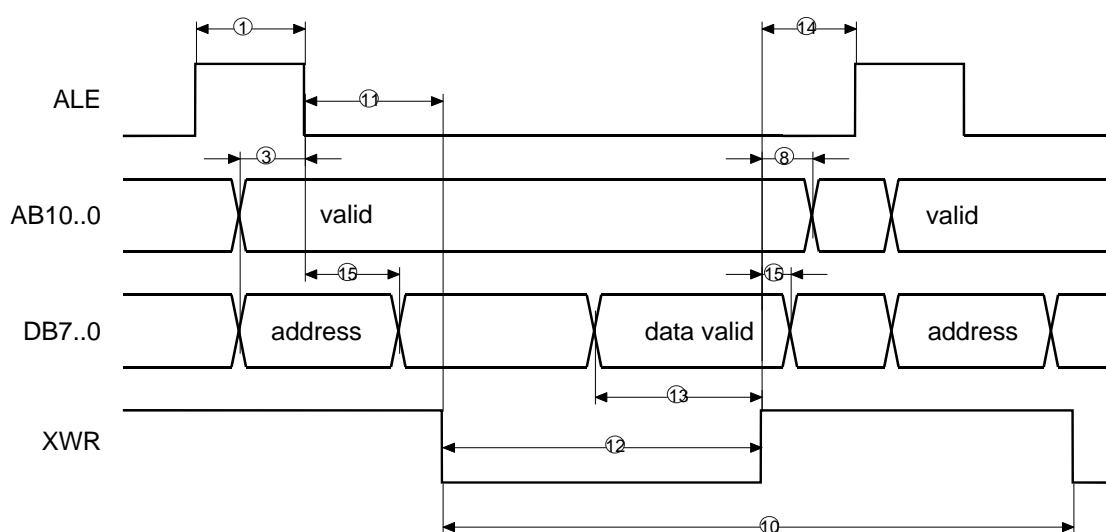 ① ⑭
ALE
⑪
③ ⑧
AB10..0 valid valid
⑮ ⑮
DB7..0 address data valid address
⑬
XWR
⑫
⑩